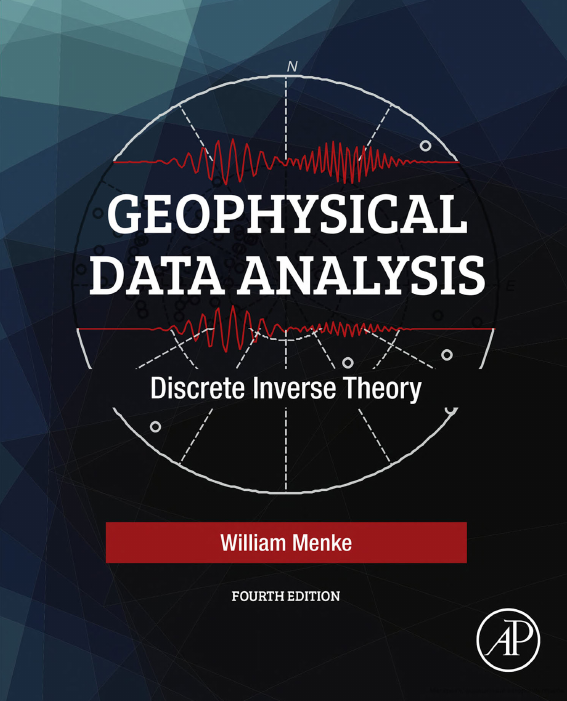 N
GEOPHYSICAL
DATA ANALYSIS
E
Discrete Inverse Theory
William Menke
FOURTH EDITION
AP